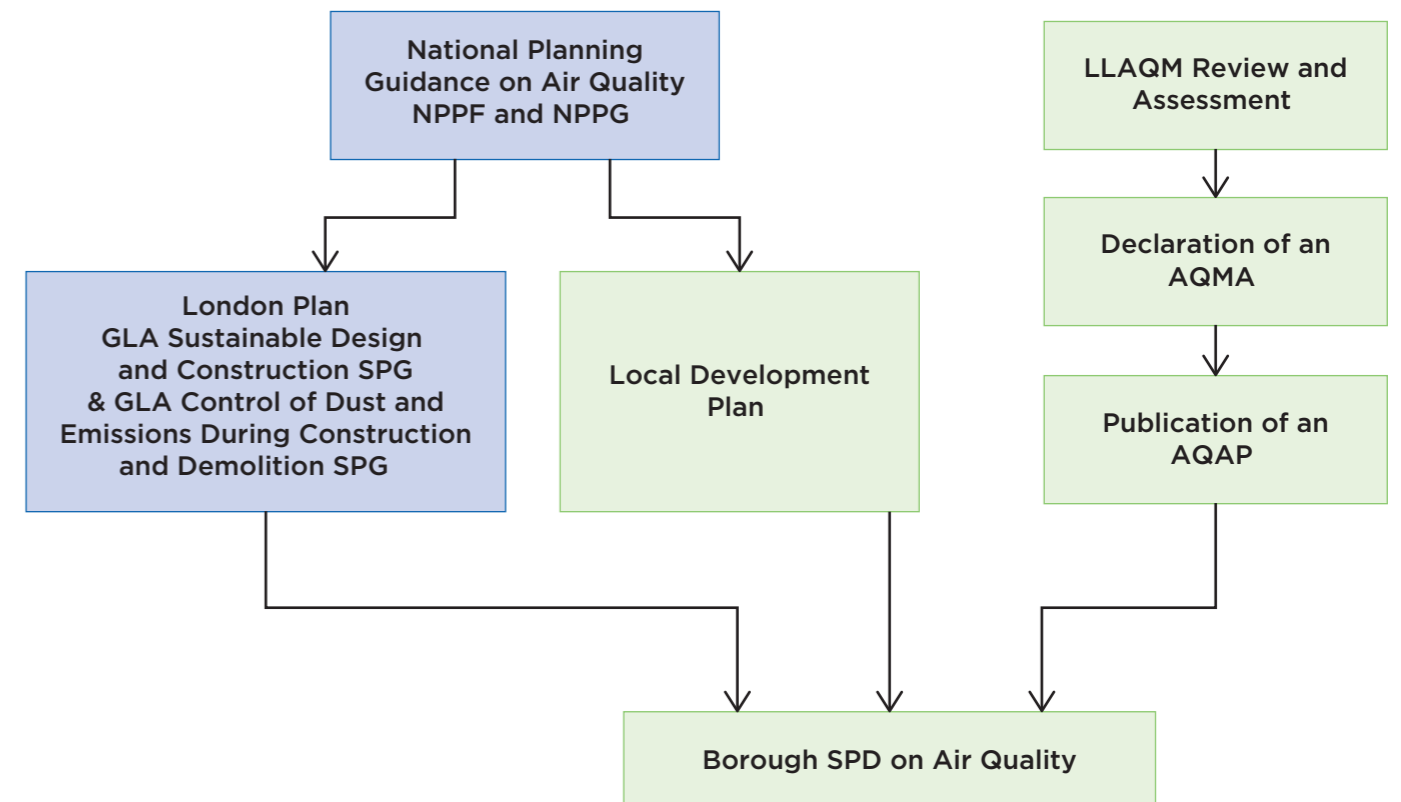 National Planning
Guidance on Air Quality
NPPF and NPPG
LLAQM Review and
Assessment
Declaration of an
AQMA
London Plan
GLA Sustainable Design
and Construction SPG
& GLA Control of Dust and
Emissions During Construction
and Demolition SPG
Local Development
Plan
Publication of an
AQAP
Borough SPD on Air Quality